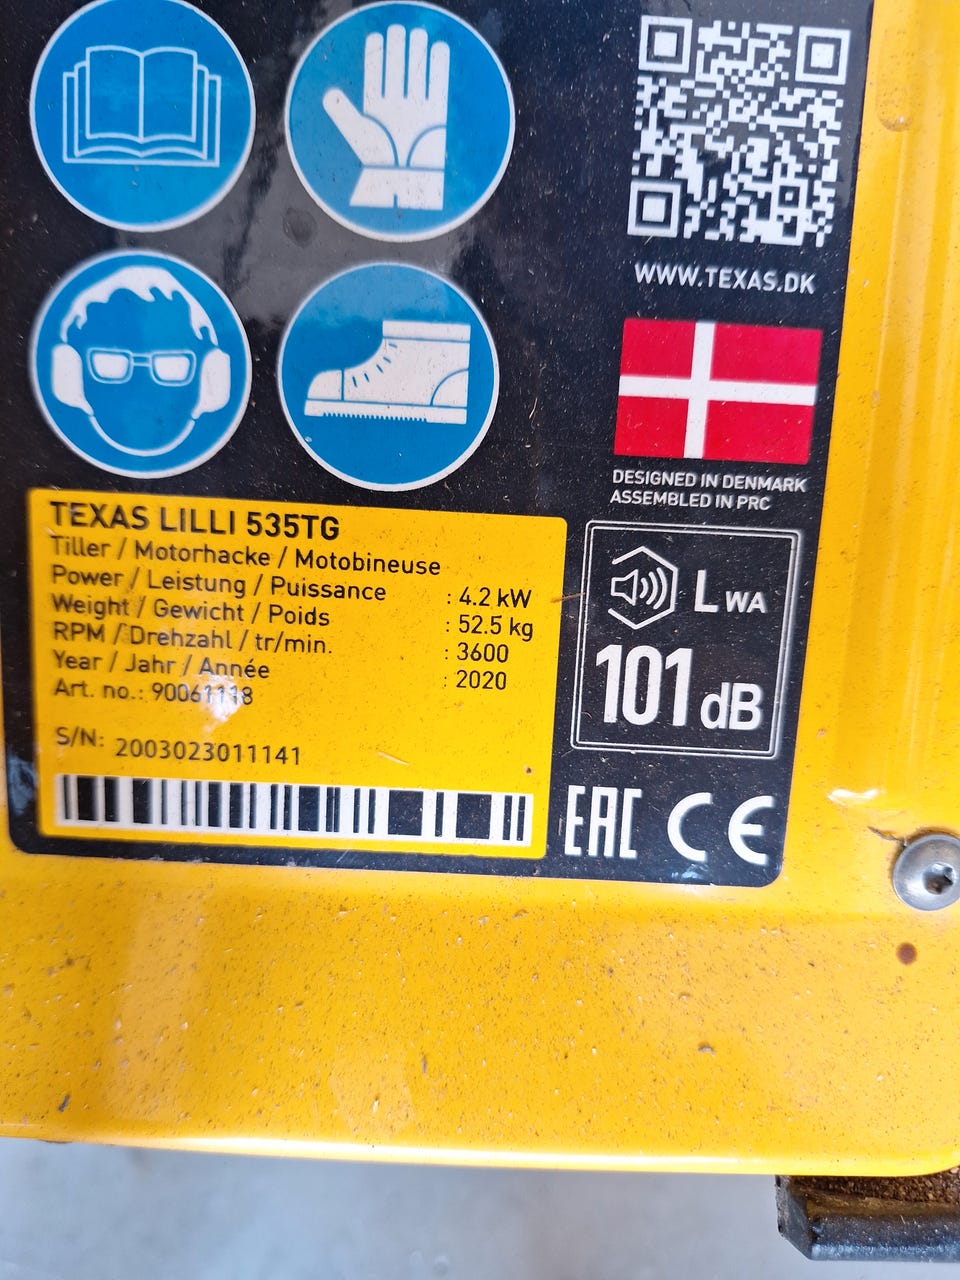 WWW.TEXAS.DK
DESIGNED IN DENMARK
ASSEMBLED IN PRC
TEXAS LILLI 535TG
Tiller / Motorhacke / Motobineuse
Power / Leistung / Puissance : 4.2 kW
Weight / Gewicht / Poids : 52.5 kg
RPM / Drehzahl / tr/min. : 3600
Year / Jahr / Année : 2020
Art. no.: 90061118
S/N: 2003023011141
LWA
101 dB
EAC CE